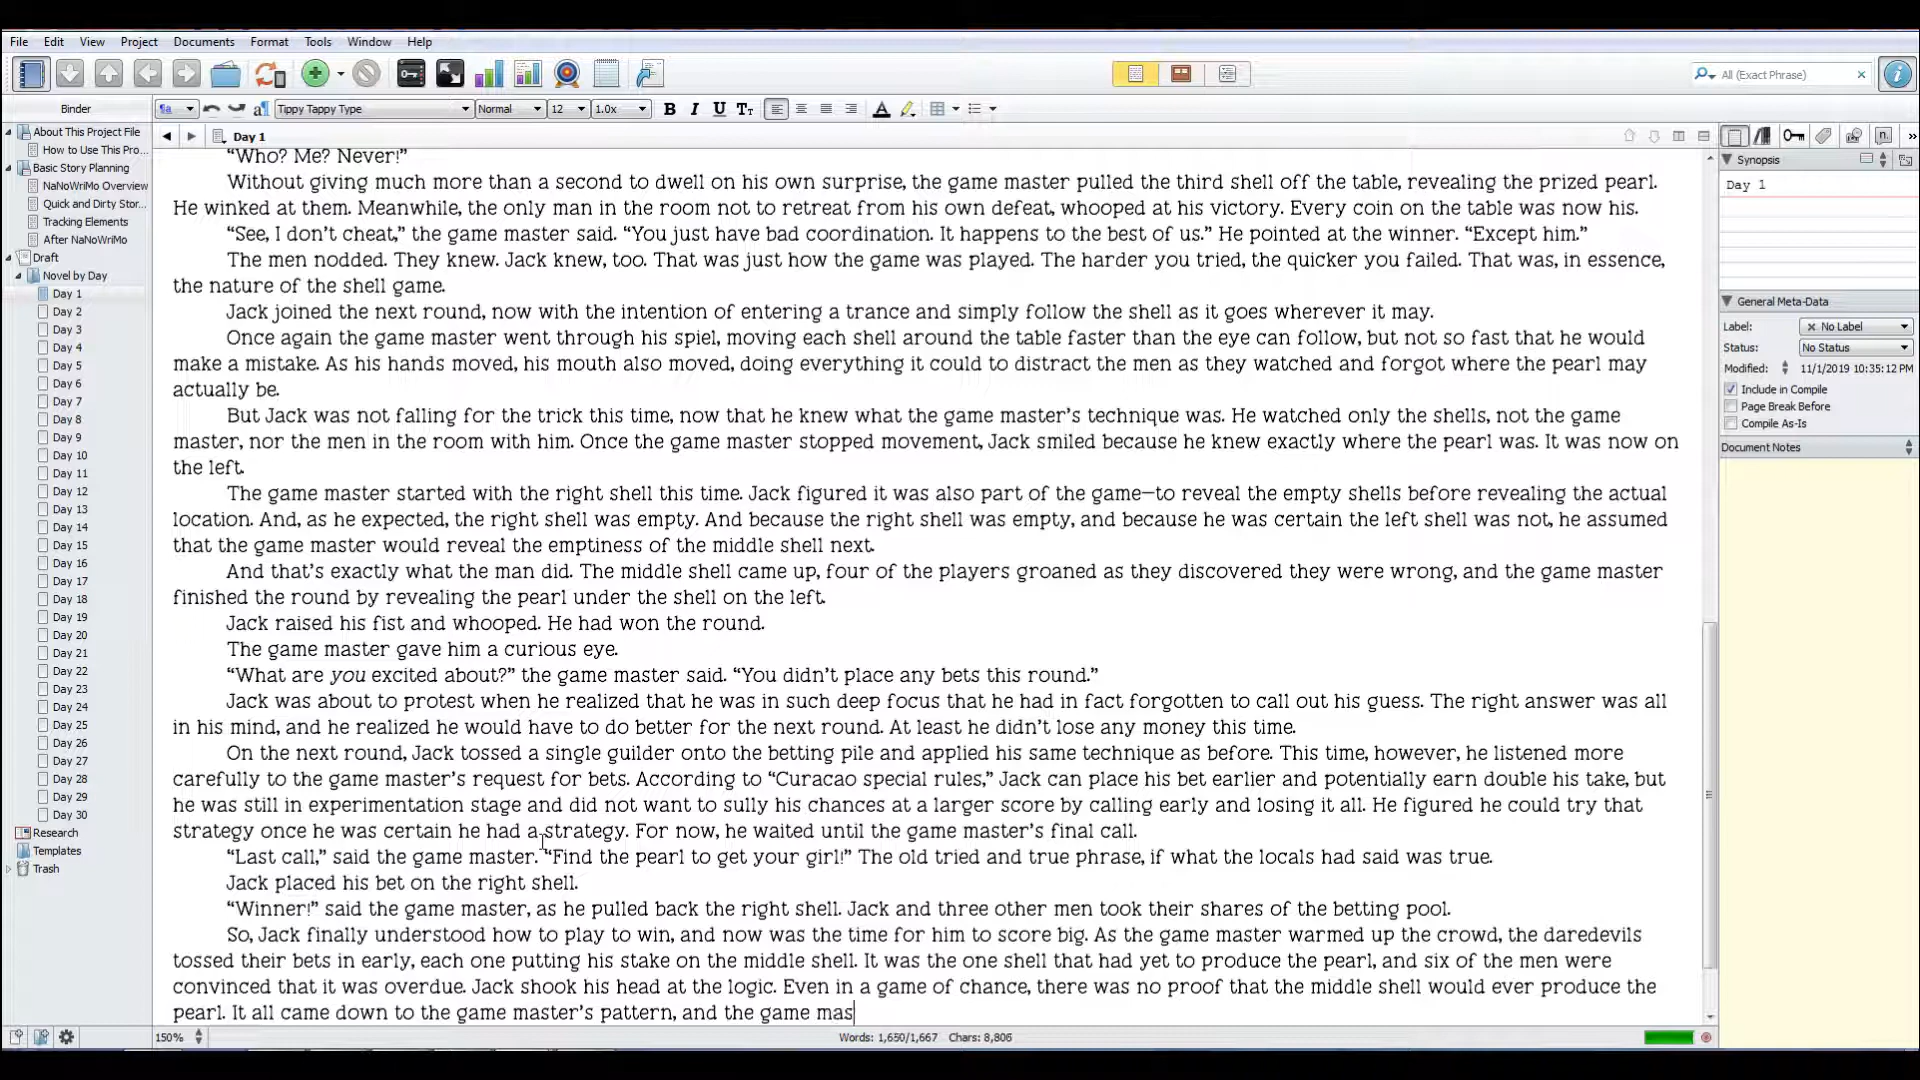 File Edit View Project Documents Format Tools Window Help
All (Exact Phrase)
Binder
Tippy Tappy Type Normal 12 1.0x
Day 1
About This Project File
How to Use This Pro...
Basic Story Planning
NaNoWriMo Overview
Quick and Dirty Stor...
Tracking Elements
After NaNoWriMo
Draft
Novel by Day
Day 1
Day 2
Day 3
Day 4
Day 5
Day 6
Day 7
Day 8
Day 9
Day 10
Day 11
Day 12
Day 13
Day 14
Day 15
Day 16
Day 17
Day 18
Day 19
Day 20
Day 21
Day 22
Day 23
Day 24
Day 25
Day 26
Day 27
Day 28
Day 29
Day 30
Research
Templates
Trash
“Who? Me? Never!”
Without giving much more than a second to dwell on his own surprise, the game master pulled the third shell off the table, revealing the prized pearl.
He winked at them. Meanwhile, the only man in the room not to retreat from his own defeat, whooped at his victory. Every coin on the table was now his.
“See, I don’t cheat,” the game master said. “You just have bad coordination. It happens to the best of us.” He pointed at the winner. “Except him.”
The men nodded. They knew. Jack knew, too. That was just how the game was played. The harder you tried, the quicker you failed. That was, in essence,
the nature of the shell game.
Jack joined the next round, now with the intention of entering a trance and simply follow the shell as it goes wherever it may.
Once again the game master went through his spiel, moving each shell around the table faster than the eye can follow, but not so fast that he would
make a mistake. As his hands moved, his mouth also moved, doing everything it could to distract the men as they watched and forgot where the pearl may
actually be.
But Jack was not falling for the trick this time, now that he knew what the game master’s technique was. He watched only the shells, not the game
master, nor the men in the room with him. Once the game master stopped movement, Jack smiled because he knew exactly where the pearl was. It was now on
the left.
The game master started with the right shell this time. Jack figured it was also part of the game—to reveal the empty shells before revealing the actual
location. And, as he expected, the right shell was empty. And because the right shell was empty, and because he was certain the left shell was not, he assumed
that the game master would reveal the emptiness of the middle shell next.
And that’s exactly what the man did. The middle shell came up, four of the players groaned as they discovered they were wrong, and the game master
finished the round by revealing the pearl under the shell on the left.
Jack raised his fist and whooped. He had won the round.
The game master gave him a curious eye.
“What are you excited about?” the game master said. “You didn’t place any bets this round.”
Jack was about to protest when he realized that he was in such deep focus that he had in fact forgotten to call out his guess. The right answer was all
in his mind, and he realized he would have to do better for the next round. At least he didn’t lose any money this time.
On the next round, Jack tossed a single guilder onto the betting pile and applied his same technique as before. This time, however, he listened more
carefully to the game master’s request for bets. According to “Curacao special rules,” Jack can place his bet earlier and potentially earn double his take, but
he was still in experimentation stage and did not want to sully his chances at a larger score by calling early and losing it all. He figured he could try that
strategy once he was certain he had a strategy. For now, he waited until the game master’s final call.
“Last call,” said the game master. “Find the pearl to get your girl!” The old tried and true phrase, if what the locals had said was true.
Jack placed his bet on the right shell.
“Winner!” said the game master, as he pulled back the right shell. Jack and three other men took their shares of the betting pool.
So, Jack finally understood how to play to win, and now was the time for him to score big. As the game master warmed up the crowd, the daredevils
tossed their bets in early, each one putting his stake on the middle shell. It was the one shell that had yet to produce the pearl, and six of the men were
convinced that it was overdue. Jack shook his head at the logic. Even in a game of chance, there was no proof that the middle shell would ever produce the
pearl. It all came down to the game master’s pattern, and the game mas
Synopsis
Day 1
General Meta-Data
Label: No Label
Status: No Status
Modified: 11/1/2019 10:35:12 PM
Include in Compile
Page Break Before
Compile As-Is
Document Notes
150%
Words: 1,650/1,667 Chars: 8,806